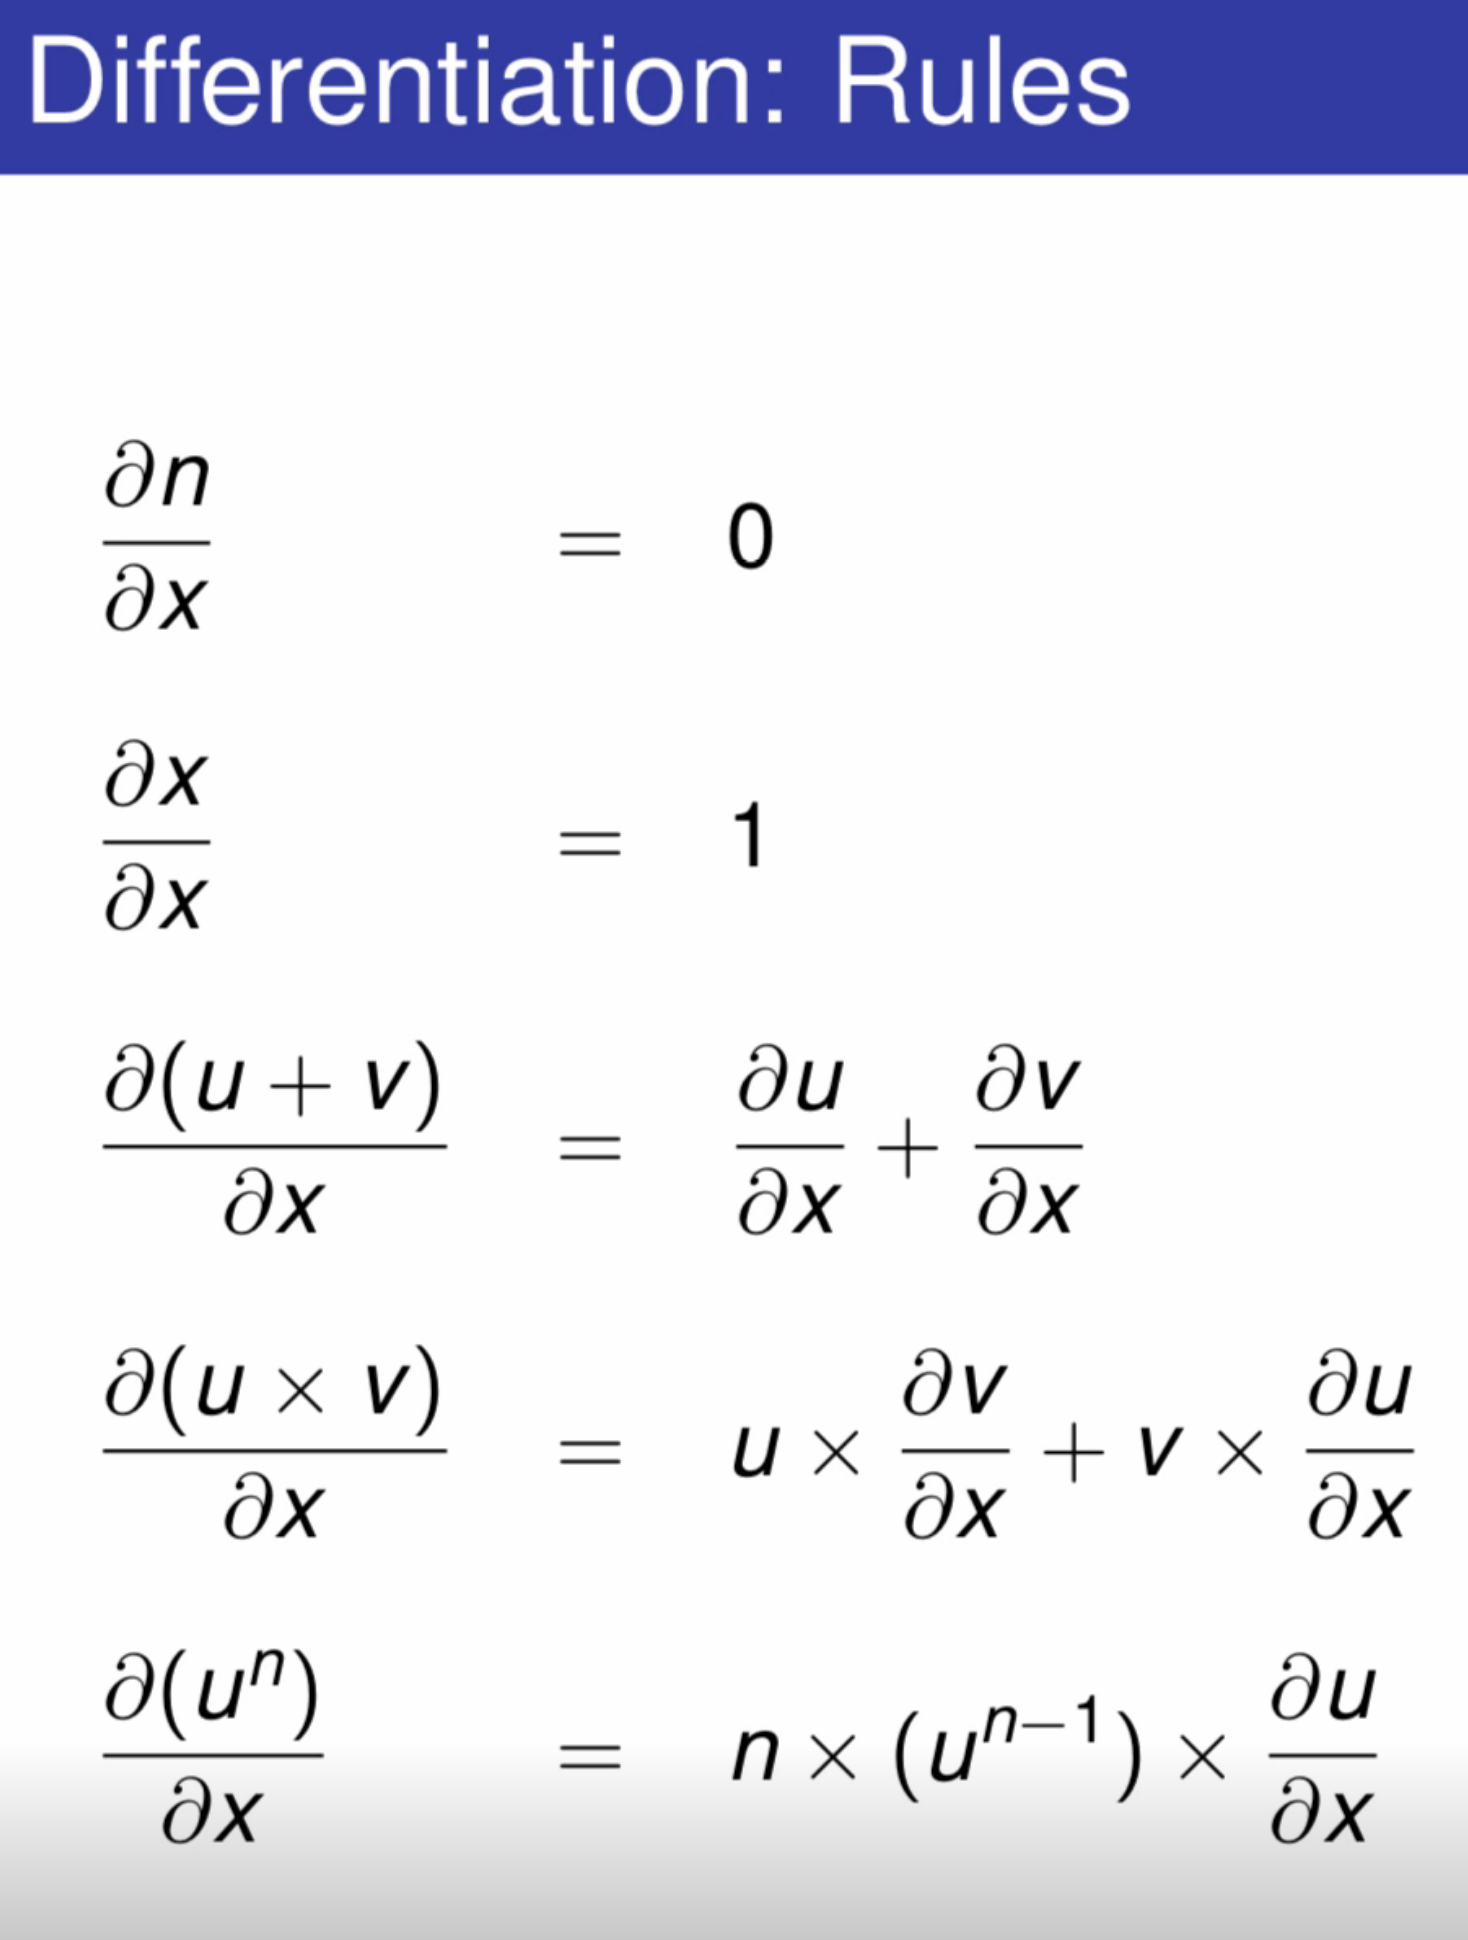 Differentiation: Rules
∂n/∂x = 0
∂x/∂x = 1
∂(u + v)/∂x = ∂u/∂x + ∂v/∂x
∂(u × v)/∂x = u × ∂v/∂x + v × ∂u/∂x
∂(uⁿ)/∂x = n × (uⁿ⁻¹) × ∂u/∂x